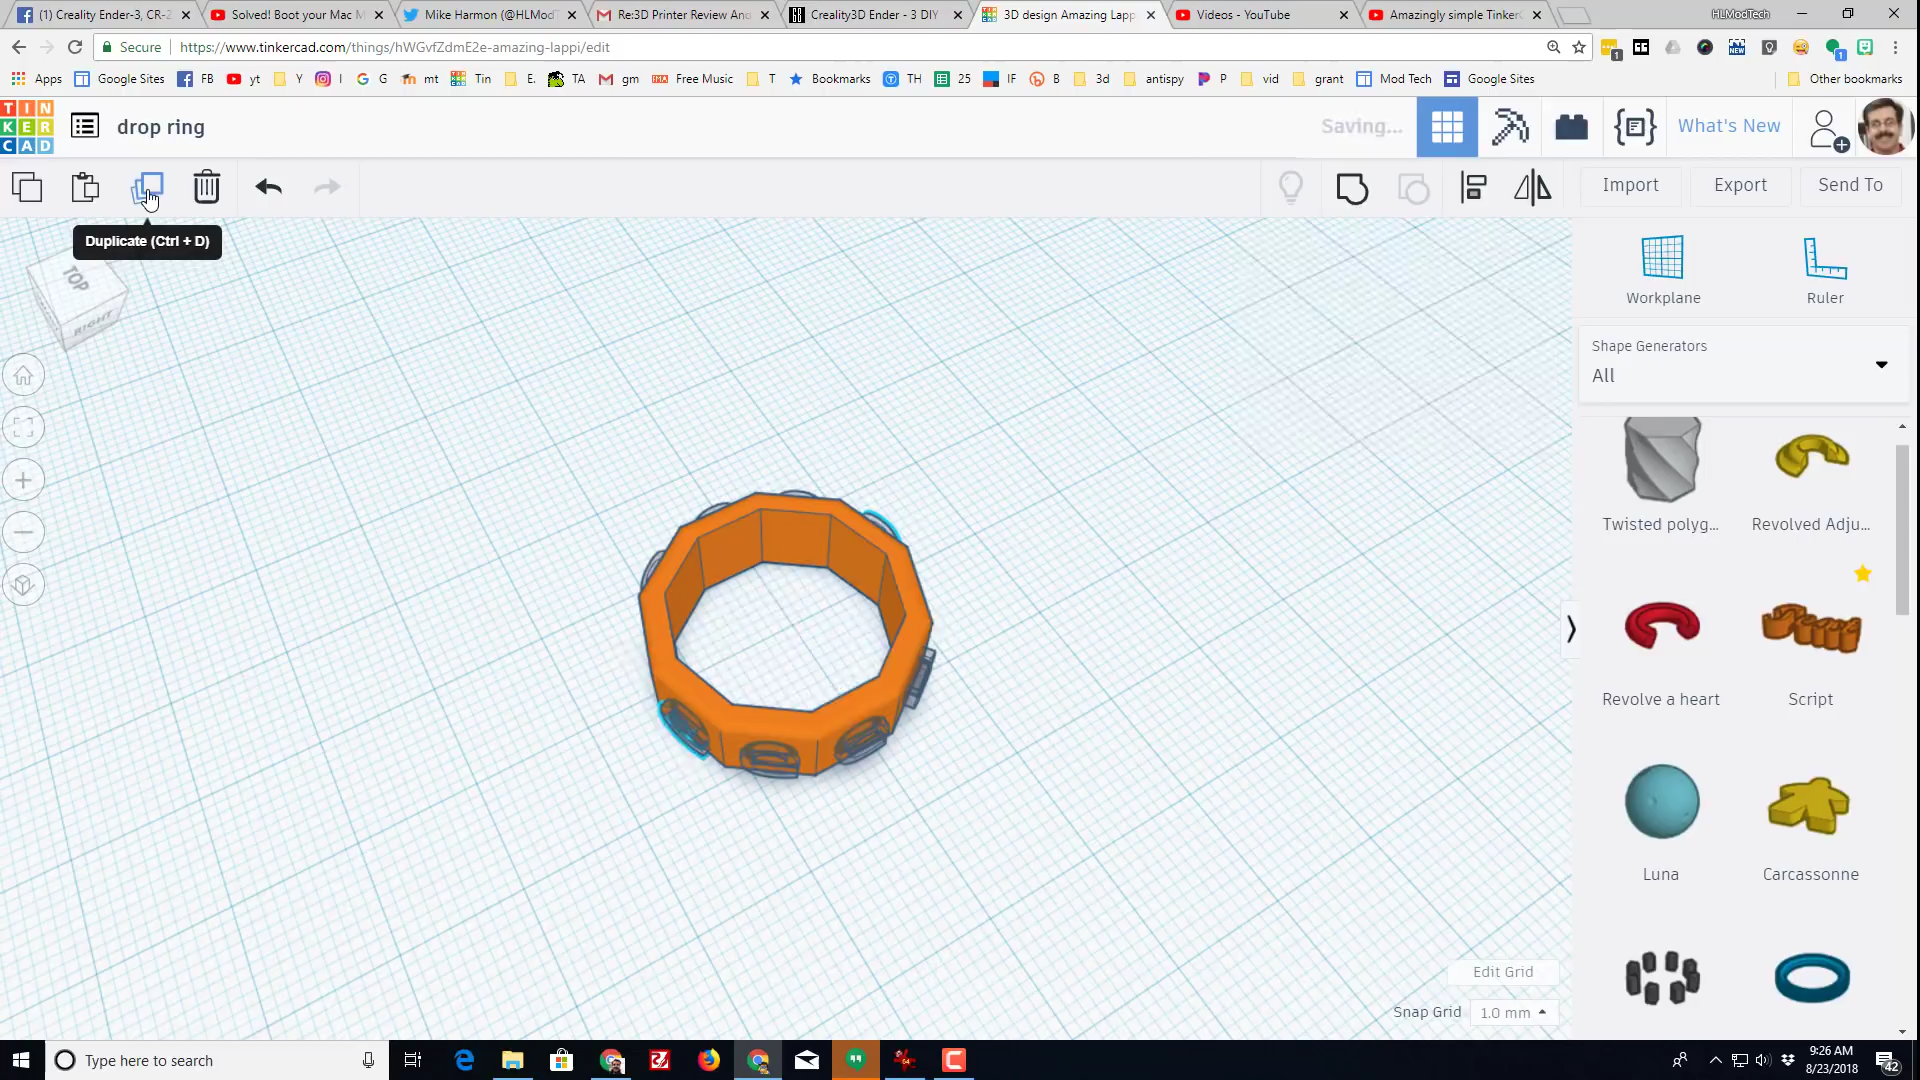 (1) Creality Ender-3, CR-2
Solved! Boot your Mac
Mike Harmon (@HLModT
Re:3D Printer Review And
Creality3D Ender - 3 DIY
3D design Amazing Lapp
Videos - YouTube
Amazingly simple Tinker
HLModTech
Secure
https://www.tinkercad.com/things/hWGvfZdmE2e-amazing-lappi/edit
Apps
Google Sites
FB
yt
Y
I
G
mt
Tin
E.
TA
gm
Free Music
T
Bookmarks
TH
25
IF
B
3d
antispy
P
vid
grant
Mod Tech
Google Sites
Other bookmarks
TIN
KER
CAD
drop ring
Saving...
What's New
Import
Export
Send To
Duplicate (Ctrl + D)
TOP
RIGHT
Workplane
Ruler
Shape Generators
All
Twisted polyg...
Revolved Adju...
Revolve a heart
Script
Luna
Carcassonne
Edit Grid
Snap Grid
1.0 mm
Type here to search
9:26 AM
8/23/2018
42